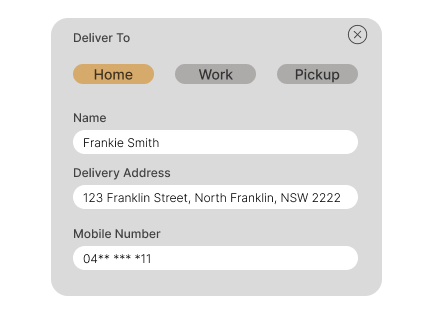 Deliver To
Home Work Pickup
Name
Frankie Smith
Delivery Address
123 Franklin Street, North Franklin, NSW 2222
Mobile Number
04** *** *11